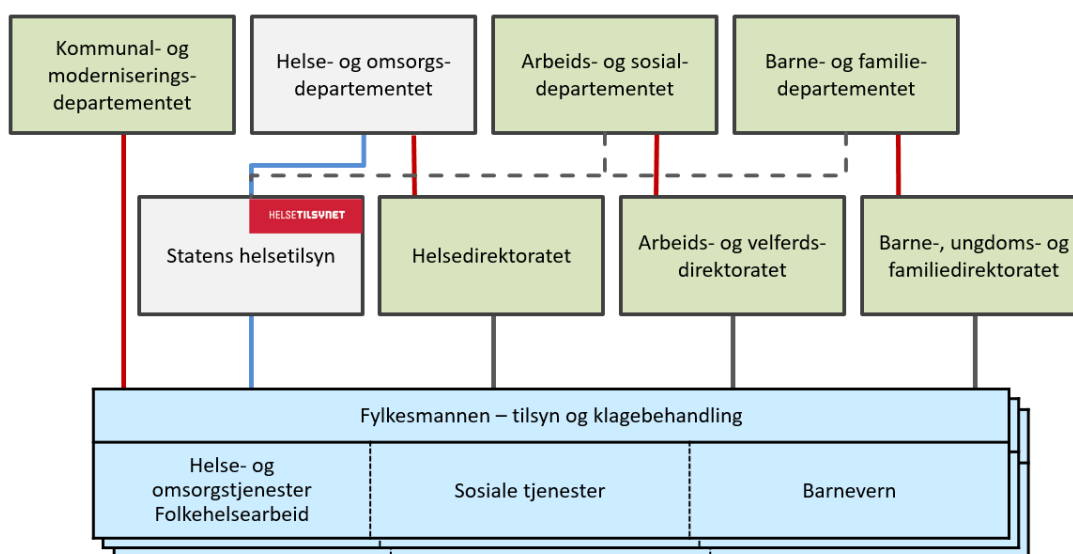 Kommunal- og
moderniserings-
departementet
Helse- og omsorgs-
departementet
Arbeids- og sosial-
departementet
Barne- og familie-
departementet
HELSETILSYNET
Statens helsetilsyn
Helsedirektoratet
Arbeids- og velferds-
direktoratet
Barne-, ungdoms- og
familiedirektoratet
Fylkesmannen – tilsyn og klagebehandling
Helse- og
omsorgstjenester
Folkehelsearbeid
Sosiale tjenester
Barnevern